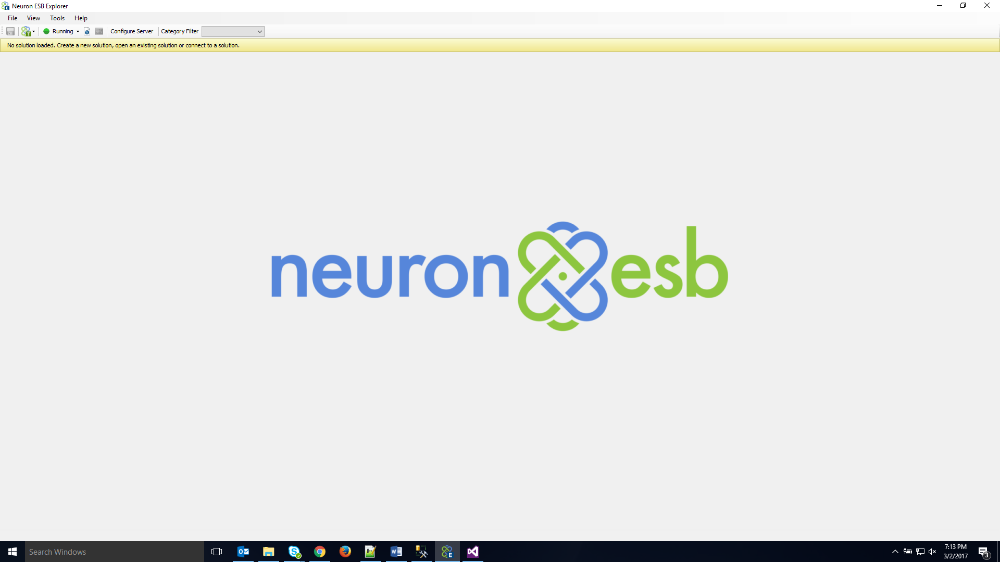 Neuron ESB Explorer
File View Tools Help
Running Configure Server Category Filter
No solution loaded. Create a new solution, open an existing solution or connect to a solution.
neuron esb
Search Windows
7:13 PM
3/2/2017
3